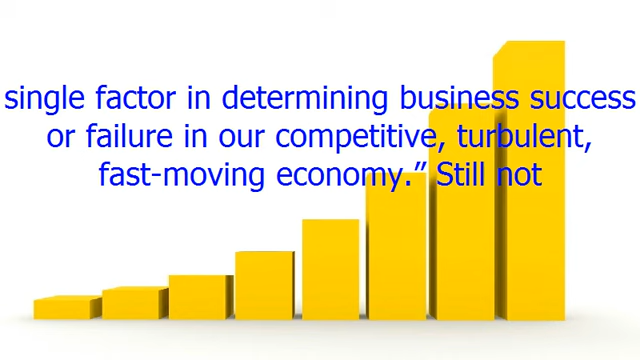 single factor in determining business success
or failure in our competitive, turbulent,
fast-moving economy.” Still not